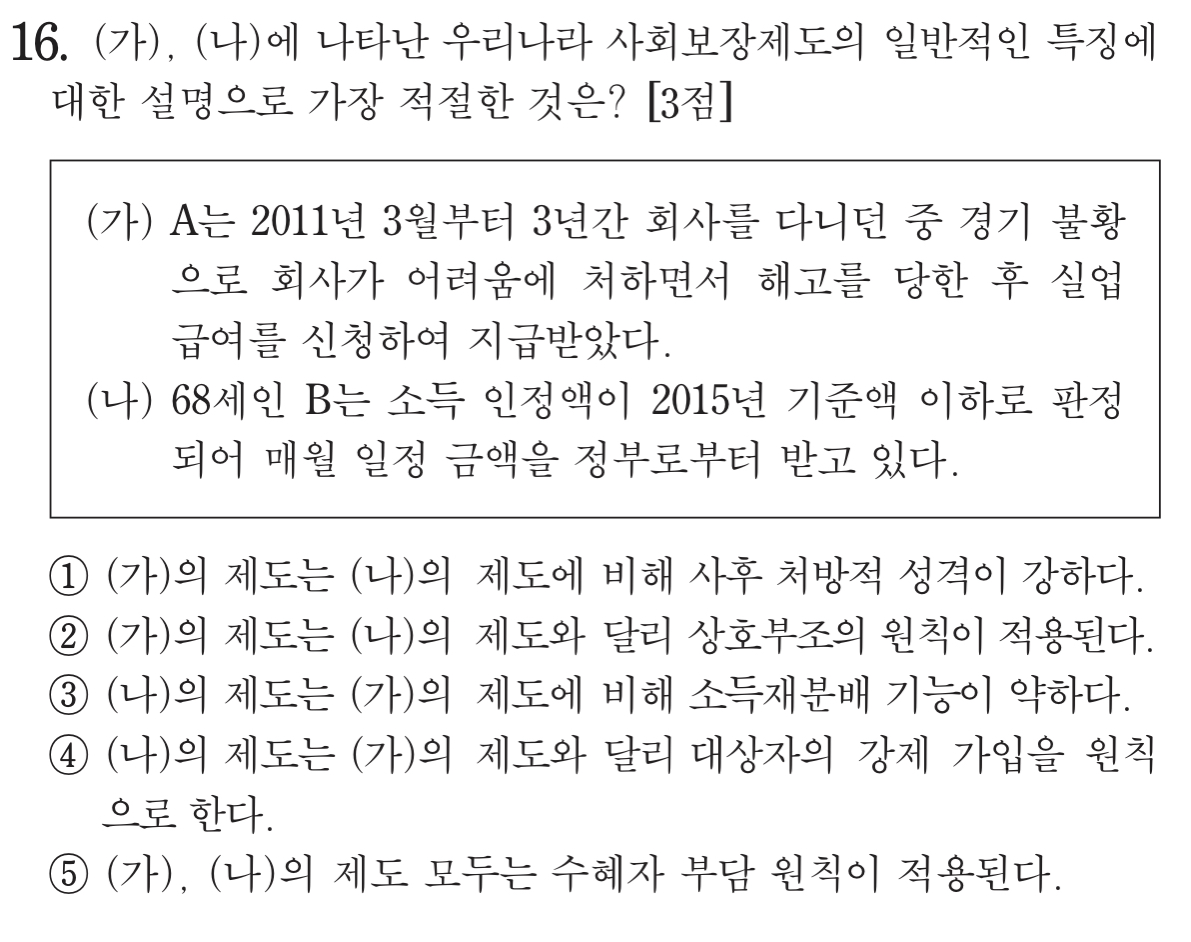 16. (가), (나)에 나타난 우리나라 사회보장제도의 일반적인 특징에
대한 설명으로 가장 적절한 것은? [3점]
(가) A는 2011년 3월부터 3년간 회사를 다니던 중 경기 불황
으로 회사가 어려움에 처하면서 해고를 당한 후 실업
급여를 신청하여 지급받았다.
(나) 68세인 B는 소득 인정액이 2015년 기준액 이하로 판정
되어 매월 일정 금액을 정부로부터 받고 있다.
① (가)의 제도는 (나)의 제도에 비해 사후 처방적 성격이 강하다.
② (가)의 제도는 (나)의 제도와 달리 상호부조의 원칙이 적용된다.
③ (나)의 제도는 (가)의 제도에 비해 소득재분배 기능이 약하다.
④ (나)의 제도는 (가)의 제도와 달리 대상자의 강제 가입을 원칙
으로 한다.
⑤ (가), (나)의 제도 모두는 수혜자 부담 원칙이 적용된다.